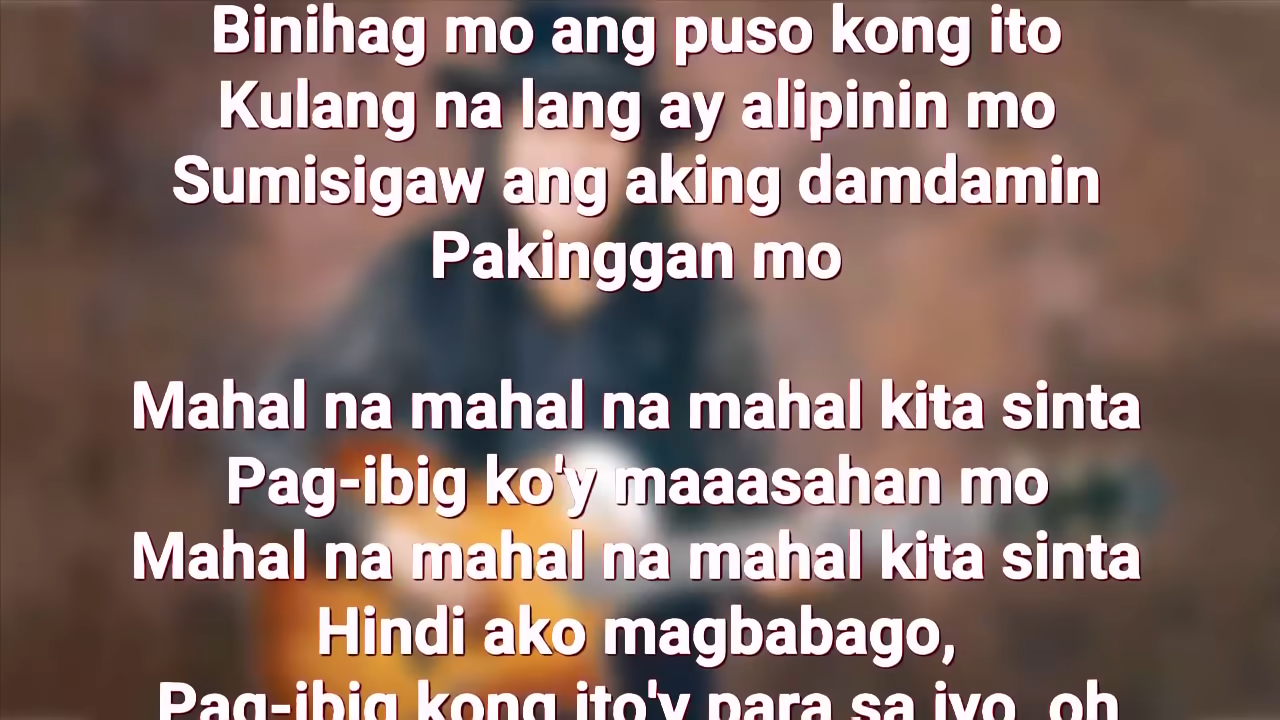 Binihag mo ang puso kong ito
Kulang na lang ay alipinin mo
Sumisigaw ang aking damdamin
Pakinggan mo
Mahal na mahal na mahal kita sinta
Pag-ibig ko'y maaasahan mo
Mahal na mahal na mahal kita sinta
Hindi ako magbabago,
Pag-ibig kong ito'y para sa iyo, oh